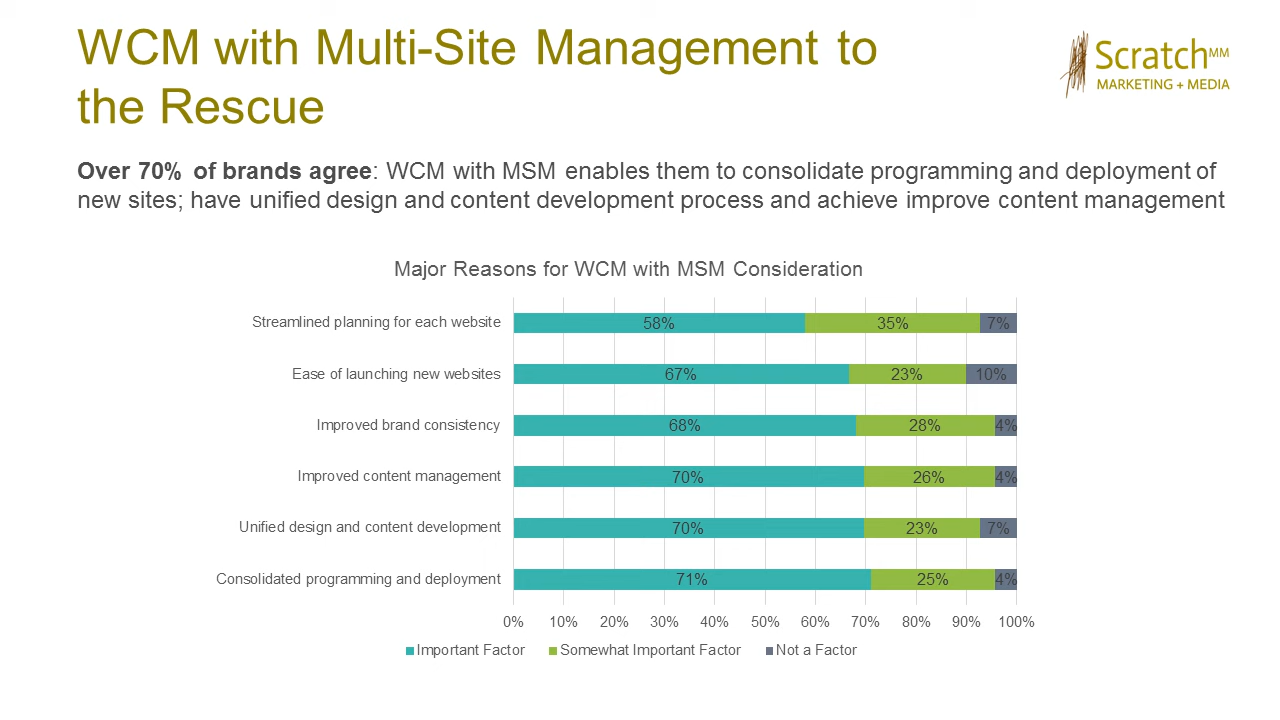 WCM with Multi-Site Management to
the Rescue
Scratch MM
MARKETING + MEDIA
Over 70% of brands agree: WCM with MSM enables them to consolidate programming and deployment of
new sites; have unified design and content development process and achieve improve content management
Major Reasons for WCM with MSM Consideration
Streamlined planning for each website 58% 35% 7%
Ease of launching new websites 67% 23% 10%
Improved brand consistency 68% 28% 4%
Improved content management 70% 26% 4%
Unified design and content development 70% 23% 7%
Consolidated programming and deployment 71% 25% 4%
0% 10% 20% 30% 40% 50% 60% 70% 80% 90% 100%
Important Factor Somewhat Important Factor Not a Factor